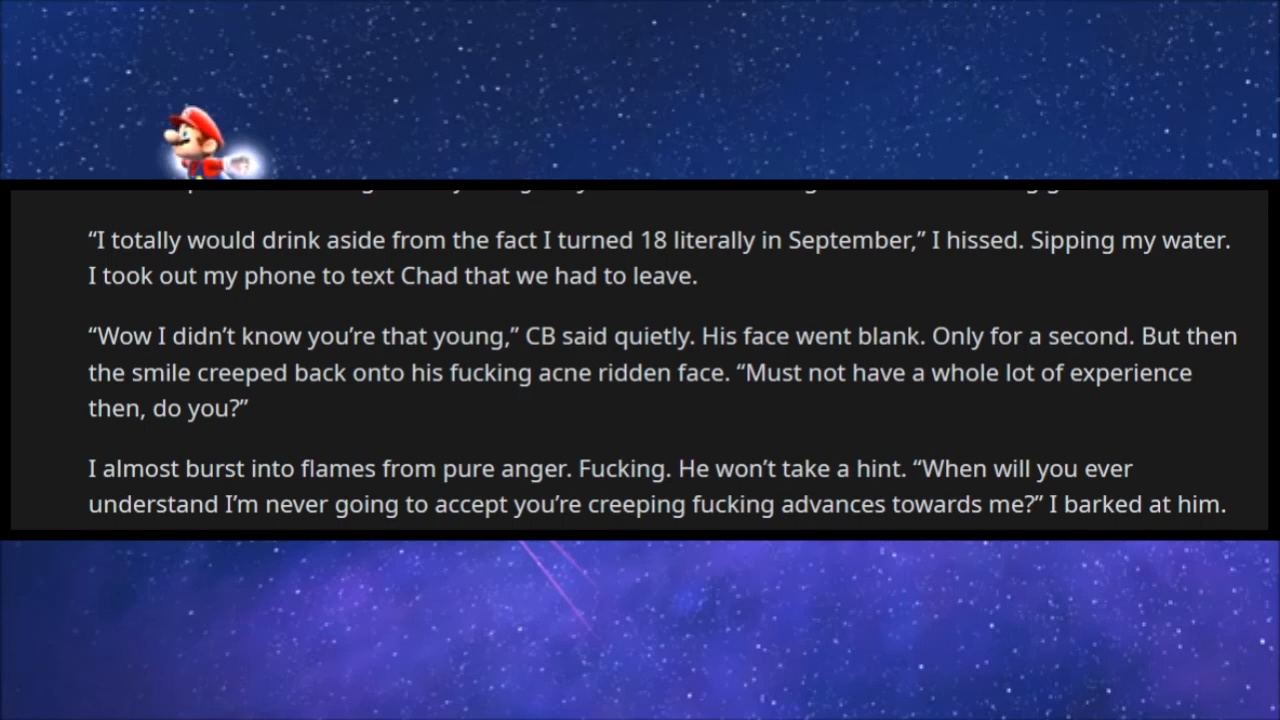 “I totally would drink aside from the fact I turned 18 literally in September,” I hissed. Sipping my water.
I took out my phone to text Chad that we had to leave.
“Wow I didn’t know you’re that young,” CB said quietly. His face went blank. Only for a second. But then
the smile creeped back onto his fucking acne ridden face. “Must not have a whole lot of experience
then, do you?”
I almost burst into flames from pure anger. Fucking. He won’t take a hint. “When will you ever
understand I’m never going to accept you’re creeping fucking advances towards me?” I barked at him.